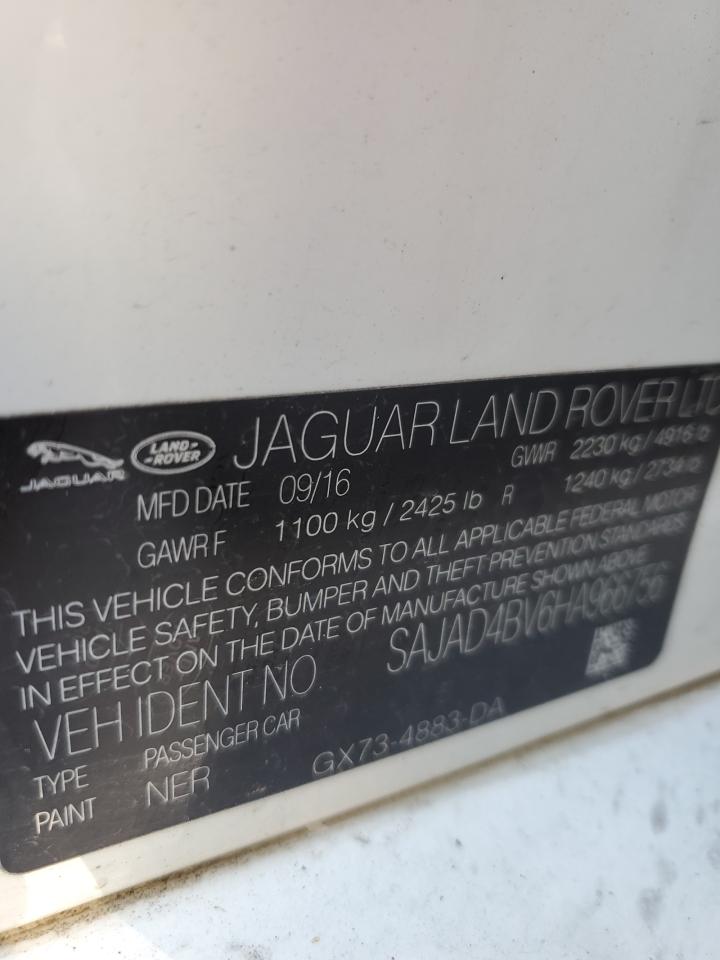 JAGUAR
LAND ROVER
JAGUAR LAND ROVER LTD
MFD DATE 09/16 GVWR 2230 kg / 4916 lb
GAWR F 1100 kg / 2425 lb R 1240 kg / 2734 lb
THIS VEHICLE CONFORMS TO ALL APPLICABLE FEDERAL MOTOR
VEHICLE SAFETY, BUMPER AND THEFT PREVENTION STANDARDS
IN EFFECT ON THE DATE OF MANUFACTURE SHOWN ABOVE
VEH IDENT NO SAJAD4BV6HA966756
TYPE PASSENGER CAR
PAINT NER GX73-4883-DA